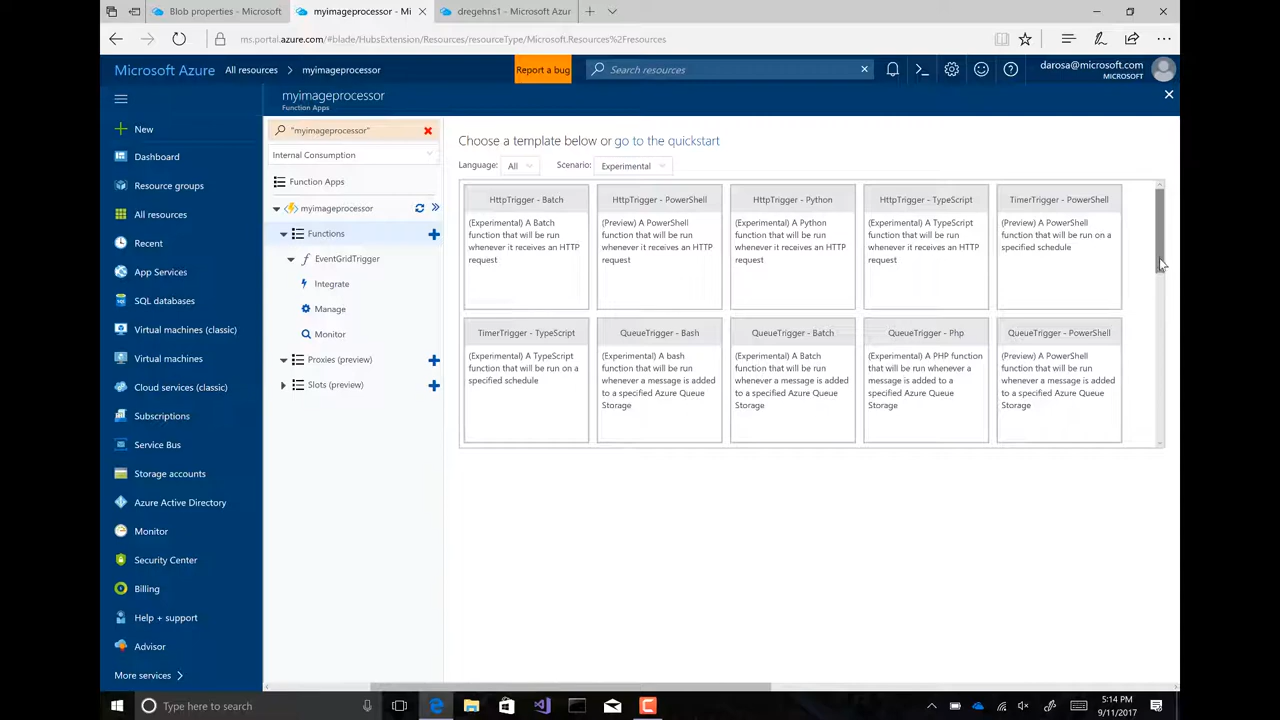 Blob properties - Microsoft
myimageprocessor - Mi
dregehns1 - Microsoft Azur
ms.portal.azure.com/#blade/HubsExtension/Resources/resourceType/Microsoft.Resources%2Fresources
Microsoft Azure
All resources
myimageprocessor
Report a bug
Search resources
darosa@microsoft.com
MICROSOFT
myimageprocessor
Function Apps
New
Dashboard
Resource groups
All resources
Recent
App Services
SQL databases
Virtual machines (classic)
Virtual machines
Cloud services (classic)
Subscriptions
Service Bus
Storage accounts
Azure Active Directory
Monitor
Security Center
Billing
Help + support
Advisor
More services
"myimageprocessor"
Internal Consumption
Function Apps
myimageprocessor
Functions
EventGridTrigger
Integrate
Manage
Monitor
Proxies (preview)
Slots (preview)
Choose a template below or go to the quickstart
Language: All Scenario: Experimental
HttpTrigger - Batch
(Experimental) A Batch
function that will be run
whenever it receives an HTTP
request
HttpTrigger - PowerShell
(Preview) A PowerShell
function that will be run
whenever it receives an HTTP
request
HttpTrigger - Python
(Experimental) A Python
function that will be run
whenever it receives an HTTP
request
HttpTrigger - TypeScript
(Experimental) A TypeScript
function that will be run
whenever it receives an HTTP
request
TimerTrigger - PowerShell
(Preview) A PowerShell
function that will be run on a
specified schedule
TimerTrigger - TypeScript
(Experimental) A TypeScript
function that will be run on a
specified schedule
QueueTrigger - Bash
(Experimental) A bash
function that will be run
whenever a message is added
to a specified Azure Queue
Storage
QueueTrigger - Batch
(Experimental) A Batch
function that will be run
whenever a message is added
to a specified Azure Queue
Storage
QueueTrigger - Php
(Experimental) A PHP function
that will be run whenever a
message is added to a
specified Azure Queue
Storage
QueueTrigger - PowerShell
(Preview) A PowerShell
function that will be run
whenever a message is added
to a specified Azure Queue
Storage
Type here to search
5:14 PM
9/11/2017